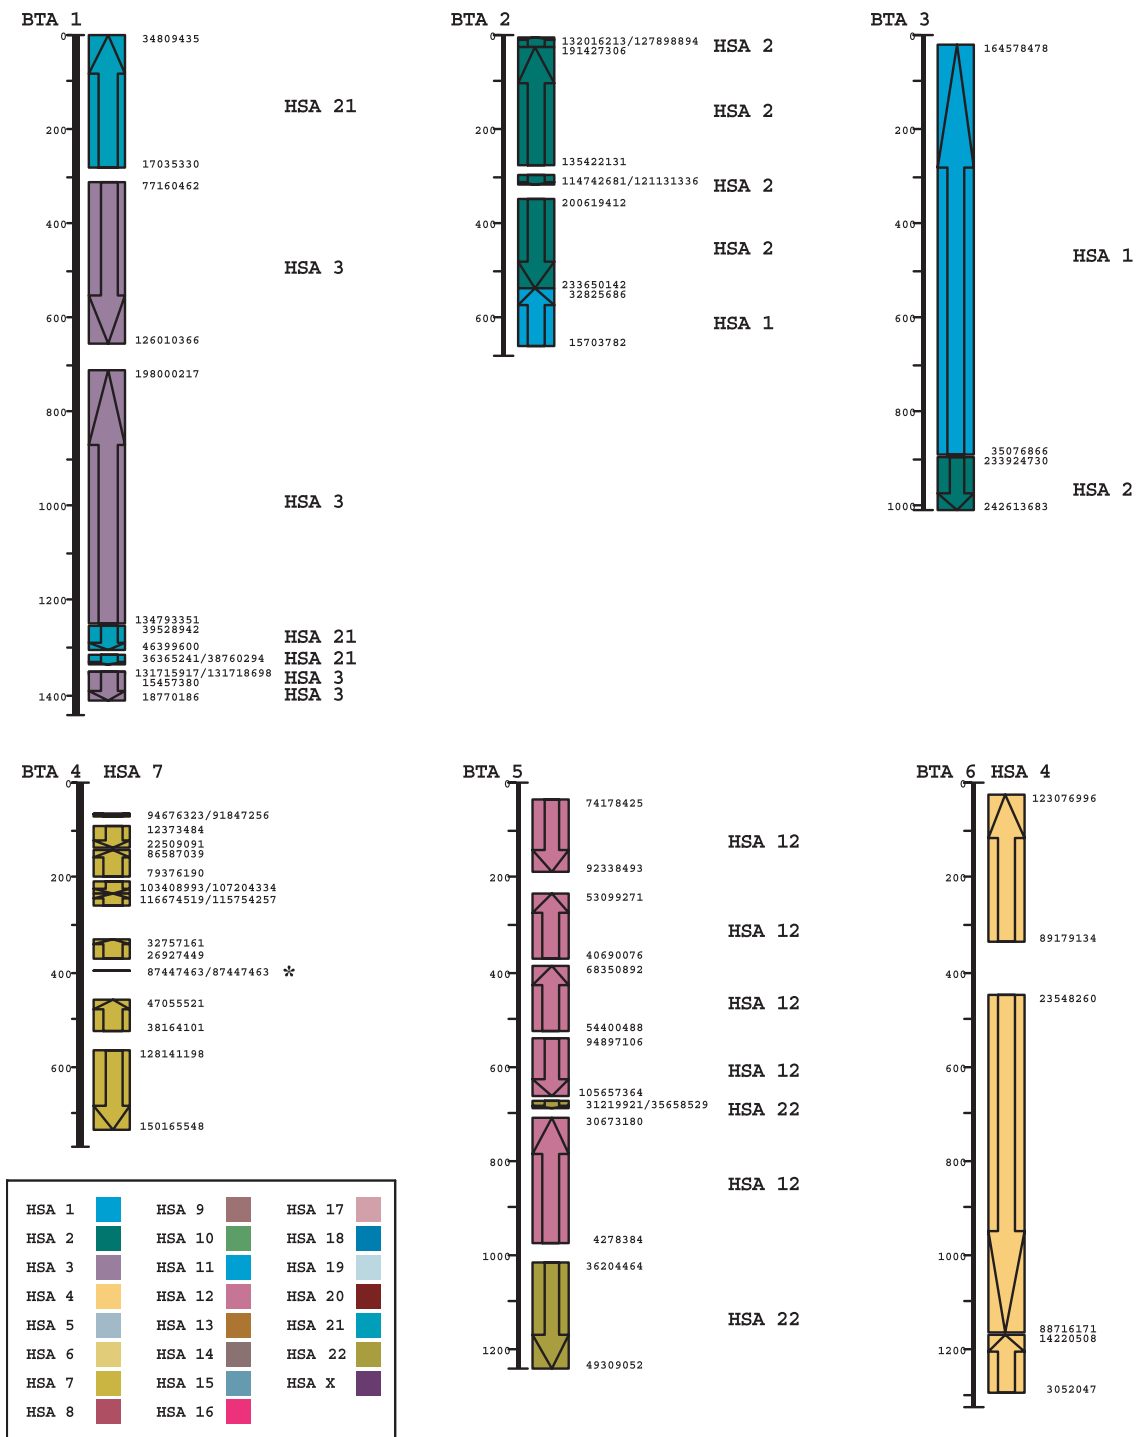 BTA 1
0
34809435
HSA 21
200
17035330
77160462
400
HSA 3
600
126010366
198000217
800
1000
HSA 3
1200
134793351
39528942
HSA 21
46399600
36365241/38760294
HSA 21
131715917/131718698
HSA 3
15457380
1400
18770186
HSA 3
BTA 2
0
132016213/127898894
HSA 2
191427306
HSA 2
200
135422131
114742681/121131336
HSA 2
200619412
400
HSA 2
233650142
32825686
600
HSA 1
15703782
BTA 3
0
164578478
200
400
HSA 1
600
800
35076866
233924730
HSA 2
1000
242613683
BTA 4 HSA 7
0
94676323/91847256
12373484
22509091
86587039
200
79376190
103408993/107204334
116674519/115754257
32757161
26927449
400
87447463/87447463 *
47055521
38164101
600
128141198
150165548
BTA 5
0
74178425
HSA 12
200
92338493
53099271
HSA 12
40690076
400
68350892
HSA 12
54400488
94897106
600
HSA 12
105657364
31219921/35658529
HSA 22
30673180
800
HSA 12
4278384
1000
36204464
HSA 22
1200
49309052
BTA 6 HSA 4
0
123076996
200
89179134
400
23548260
600
800
1000
88716171
14220508
1200
3052047
HSA 1
HSA 2
HSA 3
HSA 4
HSA 5
HSA 6
HSA 7
HSA 8
HSA 9
HSA 10
HSA 11
HSA 12
HSA 13
HSA 14
HSA 15
HSA 16
HSA 17
HSA 18
HSA 19
HSA 20
HSA 21
HSA 22
HSA X